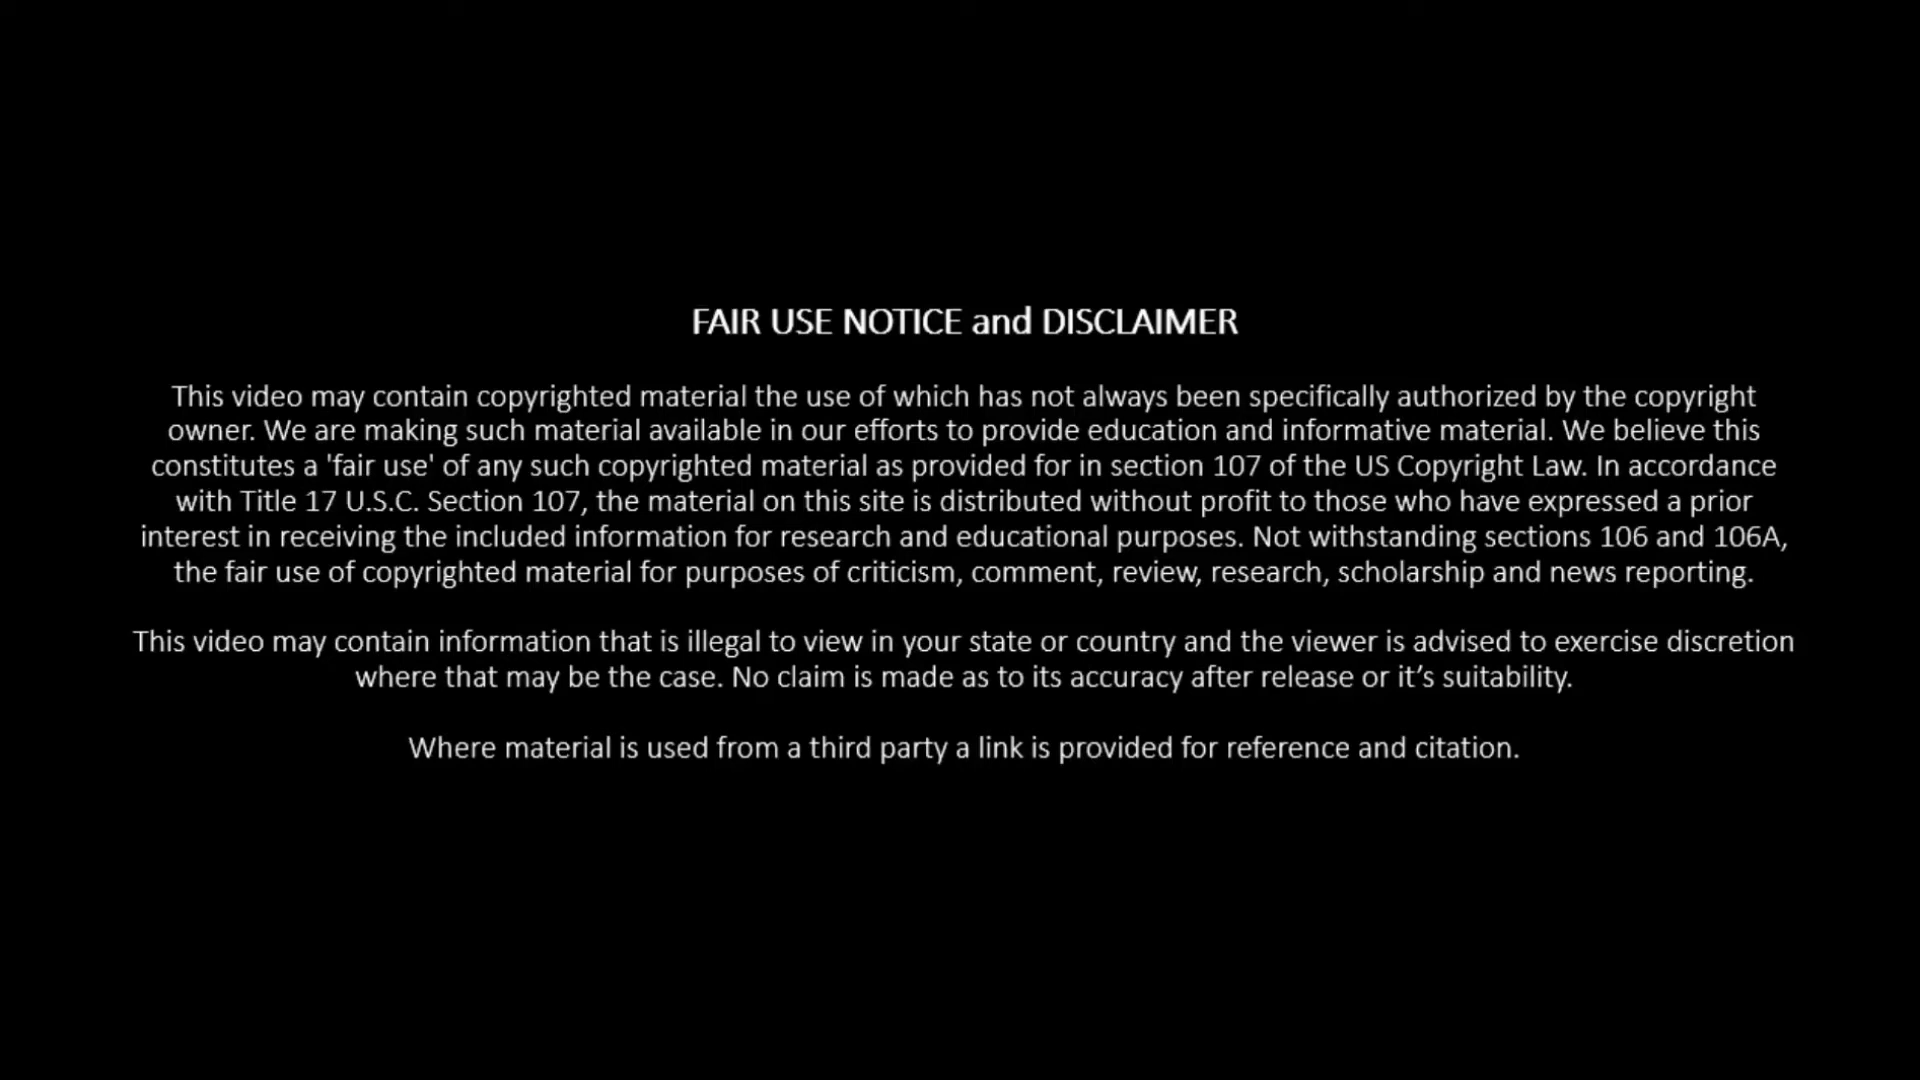 FAIR USE NOTICE and DISCLAIMER
This video may contain copyrighted material the use of which has not always been specifically authorized by the copyright
owner. We are making such material available in our efforts to provide education and informative material. We believe this
constitutes a 'fair use' of any such copyrighted material as provided for in section 107 of the US Copyright Law. In accordance
with Title 17 U.S.C. Section 107, the material on this site is distributed without profit to those who have expressed a prior
interest in receiving the included information for research and educational purposes. Not withstanding sections 106 and 106A,
the fair use of copyrighted material for purposes of criticism, comment, review, research, scholarship and news reporting.
This video may contain information that is illegal to view in your state or country and the viewer is advised to exercise discretion
where that may be the case. No claim is made as to its accuracy after release or it’s suitability.
Where material is used from a third party a link is provided for reference and citation.